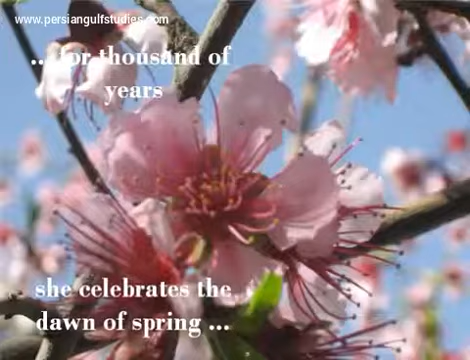 www.persiangulfstudies.com
... for thousand of
years
she celebrates the
dawn of spring ...